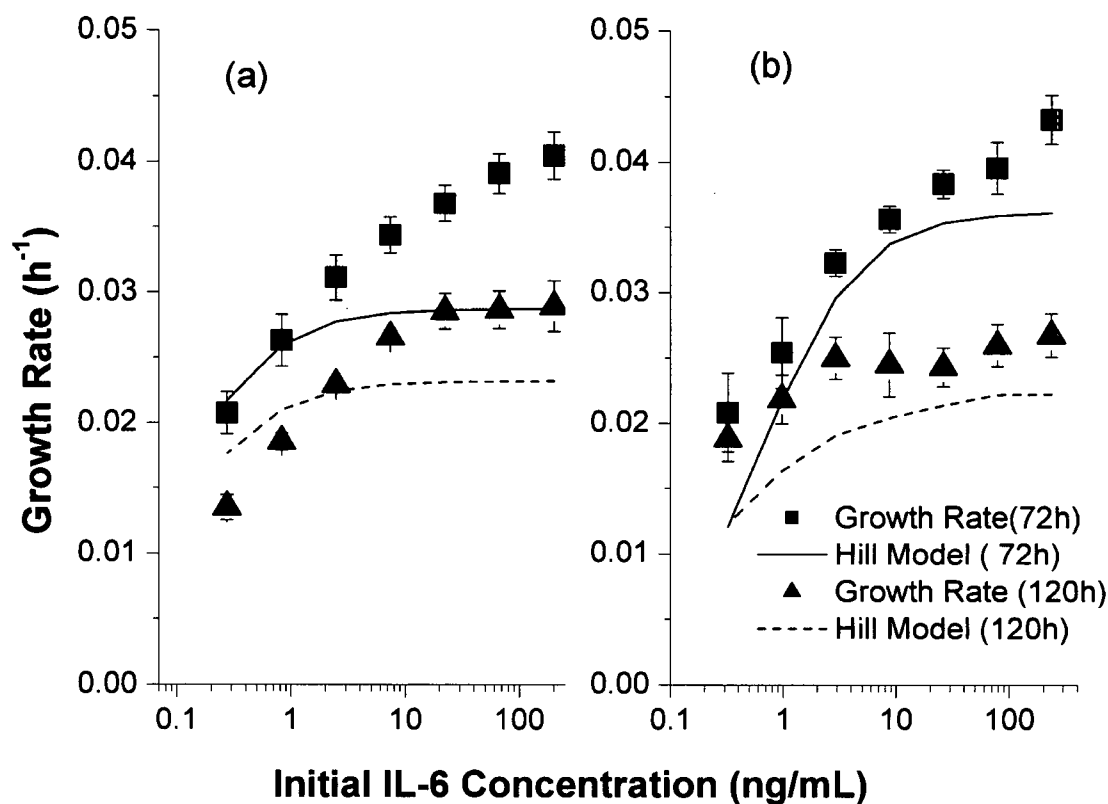 0.05
0.04
0.03
0.02
0.01
0.00
(a)
0.1
1
10
100
0.05
0.04
0.03
0.02
0.01
0.00
(b)
Growth Rate(72h)
Hill Model ( 72h)
Growth Rate (120h)
Hill Model (120h)
0.1
1
10
100
Growth Rate (h⁻¹)
Initial IL-6 Concentration (ng/mL)